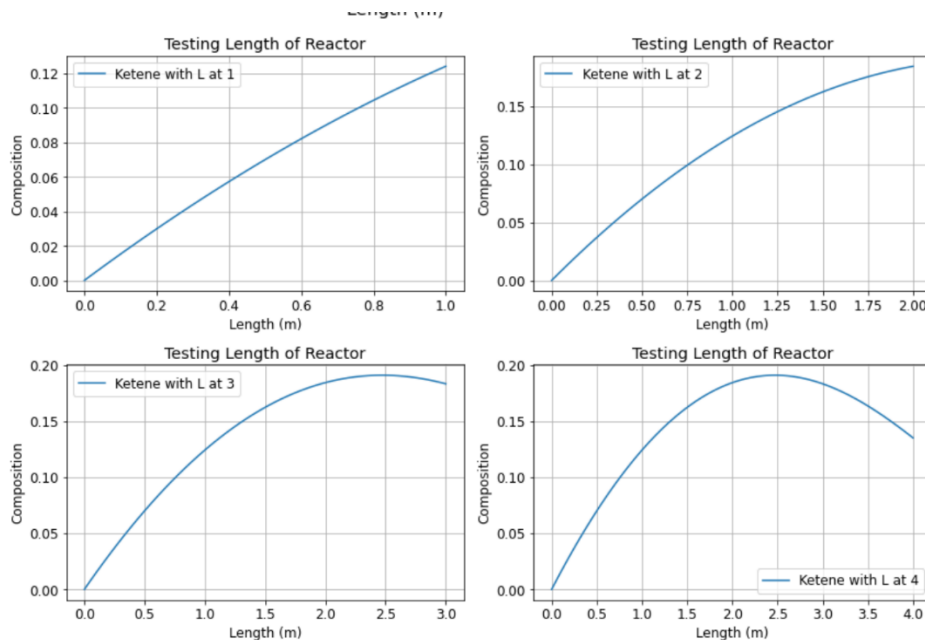 Length (m)
Testing Length of Reactor
Ketene with L at 1
Composition
0.12
0.10
0.08
0.06
0.04
0.02
0.00
0.0 0.2 0.4 0.6 0.8 1.0
Length (m)
Testing Length of Reactor
Ketene with L at 2
Composition
0.15
0.10
0.05
0.00
0.00 0.25 0.50 0.75 1.00 1.25 1.50 1.75 2.00
Length (m)
Testing Length of Reactor
Ketene with L at 3
Composition
0.20
0.15
0.10
0.05
0.00
0.0 0.5 1.0 1.5 2.0 2.5 3.0
Length (m)
Testing Length of Reactor
Composition
0.20
0.15
0.10
0.05
0.00
Ketene with L at 4
0.0 0.5 1.0 1.5 2.0 2.5 3.0 3.5 4.0
Length (m)